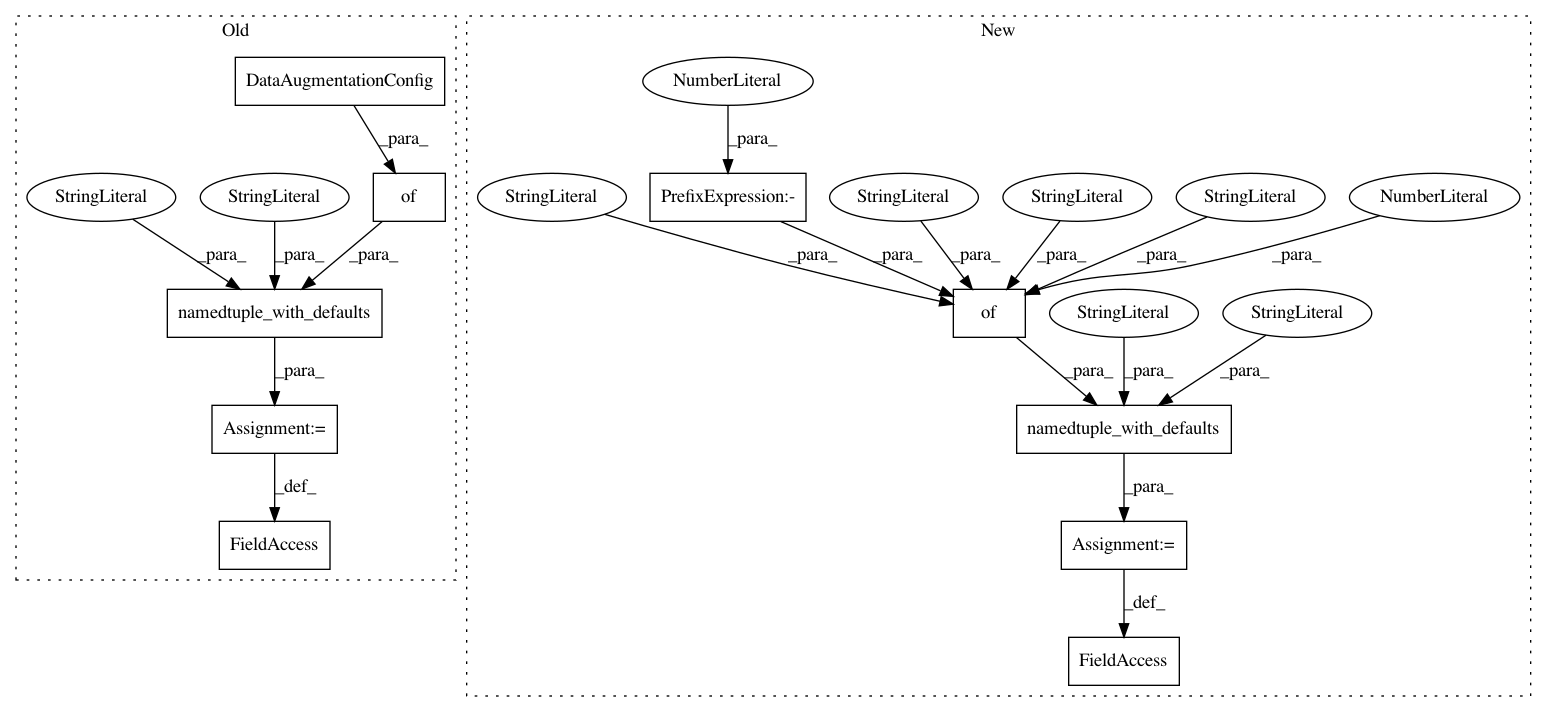 Old
New
DataAugmentationConfig
NumberLiteral
_para_
_para_
StringLiteral
StringLiteral
of
StringLiteral
PrefixExpression:-
StringLiteral
StringLiteral
StringLiteral
NumberLiteral
_para_
_para_
_para_
_para_
_para_
_para_
_para_
_para_
_para_
namedtuple_with_defaults
of
StringLiteral
StringLiteral
_para_
_para_
_para_
_para_
Assignment:=
namedtuple_with_defaults
_def_
_para_
FieldAccess
Assignment:=
_def_
FieldAccess